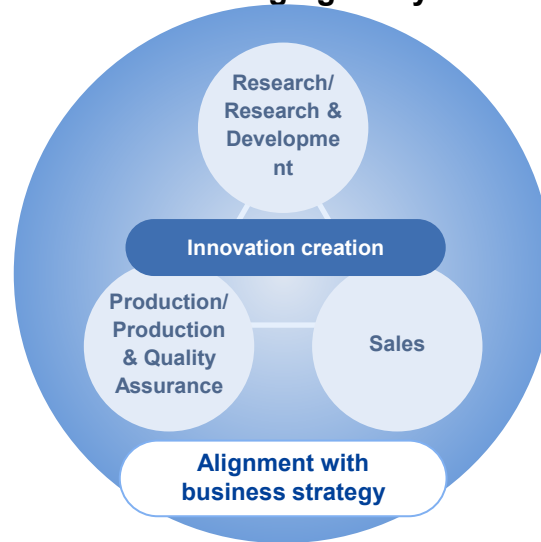 Research/
Research &
Developme
nt
Innovation creation
Production/
Production
& Quality
Assurance
Sales
Alignment with
business strategy